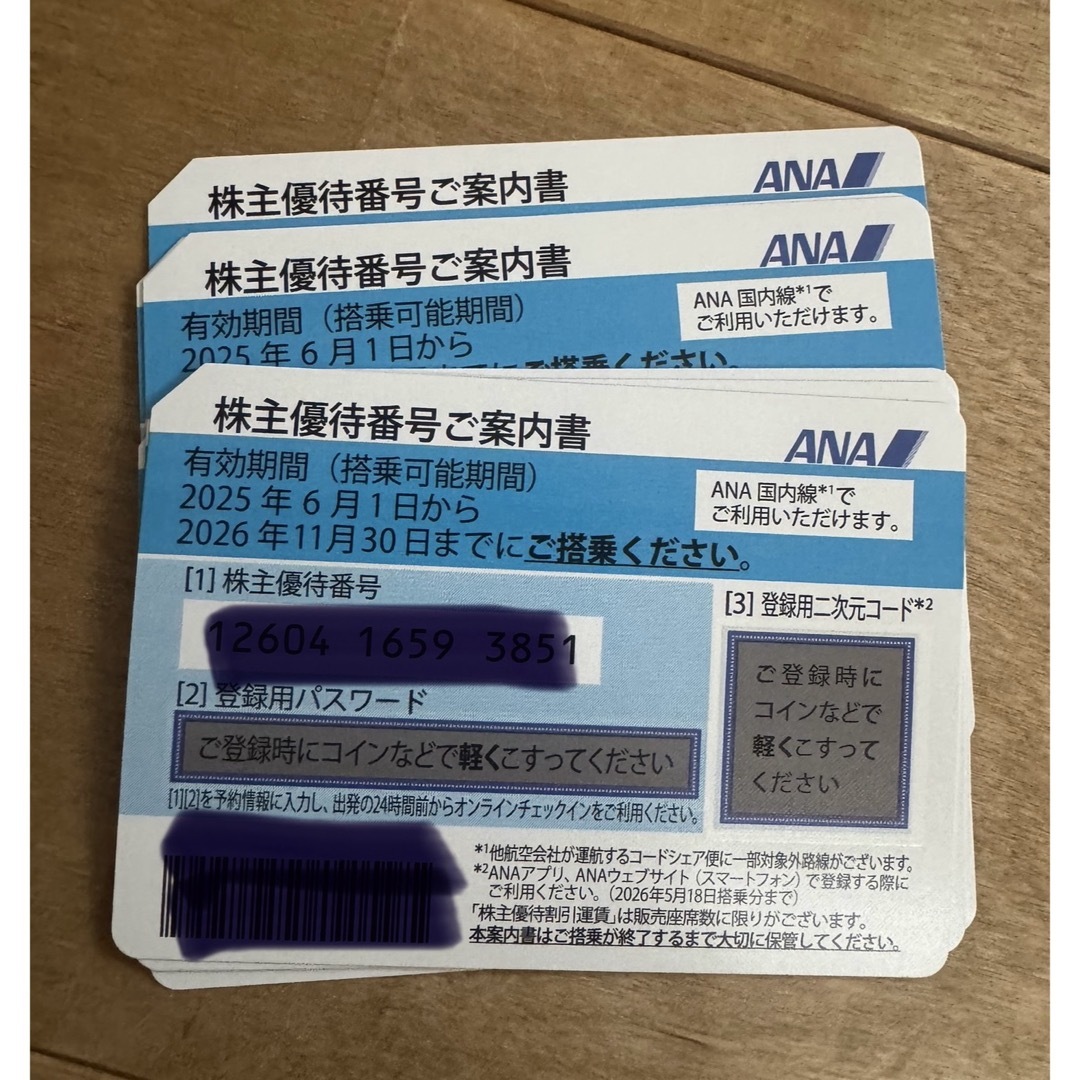 株主優待番号ご案内書
ANA
株主優待番号ご案内書
ANA
有効期間（搭乗可能期間）
2025 年 6 月 1 日から
ご搭乗ください。
ANA 国内線*1で
ご利用いただけます。
株主優待番号ご案内書
ANA
有効期間（搭乗可能期間）
2025 年 6 月 1 日から
2026 年 11月 30 日までにご搭乗ください。
ANA 国内線*1で
ご利用いただけます。
[1] 株主優待番号
[2] 登録用パスワード
ご登録時にコインなどで軽くこすってください
[1][2]を予約情報に入力し、出発の24時間前からオンラインチェックインをご利用ください。
[3] 登録用二次元コード*2
ご登録時に
コインなどで
軽くこすって
ください
*1他航空会社が運航するコードシェア便に一部対象外路線がございます。
*2ANAアプリ、ANAウェブサイト（スマートフォン）で登録する際に
ご利用ください。（2026年5月18日搭乗分まで）
「株主優待割引運賃」は販売座席数に限りがございます。
本案内書はご搭乗が終了するまで大切に保管してください。